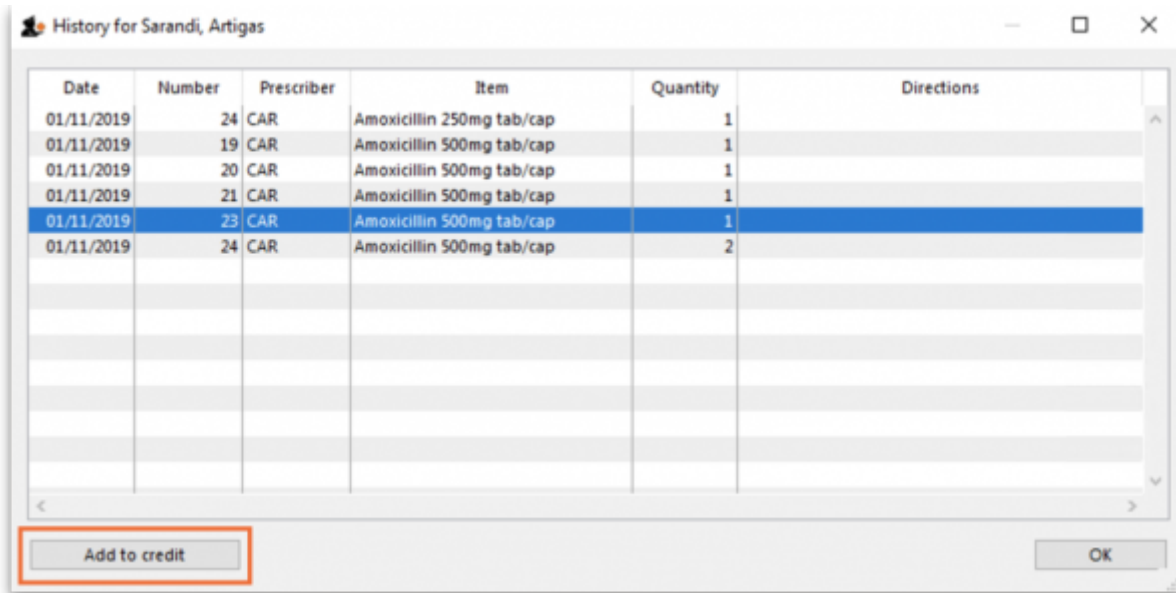 History for Sarandi, Artigas
Date Number Prescriber Item Quantity Directions
01/11/2019 24 CAR Amoxicillin 250mg tab/cap 1
01/11/2019 19 CAR Amoxicillin 500mg tab/cap 1
01/11/2019 20 CAR Amoxicillin 500mg tab/cap 1
01/11/2019 21 CAR Amoxicillin 500mg tab/cap 1
01/11/2019 23 CAR Amoxicillin 500mg tab/cap 1
01/11/2019 24 CAR Amoxicillin 500mg tab/cap 2
Add to credit OK